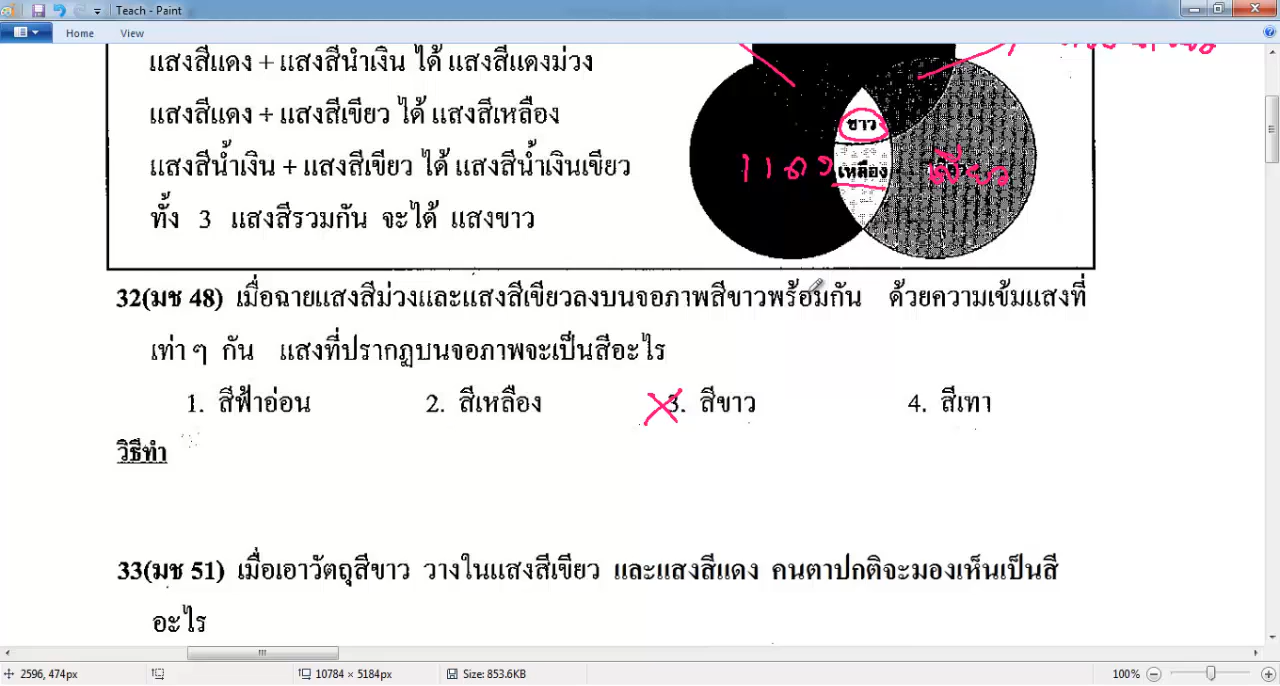 Teach - Paint
Home View
แสงสีแดง + แสงสีน้ำเงิน ได้ แสงสีแดงม่วง
แสงสีแดง + แสงสีเขียว ได้ แสงสีเหลือง
แสงสีน้ำเงิน + แสงสีเขียว ได้ แสงสีน้ำเงินเขียว
ทั้ง 3 แสงสีรวมกัน จะได้ แสงขาว
ขาว
แดง เหลือง เขียว
32(มช 48) เมื่อฉายแสงสีม่วงและแสงสีเขียวลงบนจอภาพสีขาวพร้อมกัน ด้วยความเข้มแสงที่
เท่า ๆ กัน แสงที่ปรากฏบนจอภาพจะเป็นสีอะไร
1. สีฟ้าอ่อน 2. สีเหลือง 3. สีขาว 4. สีเทา
วิธีทำ
33(มช 51) เมื่อเอาวัตถุสีขาว วางในแสงสีเขียว และแสงสีแดง คนตาปกติจะมองเห็นเป็นสี
อะไร
2596, 474px 10784 × 5184px Size: 853.6KB 100%